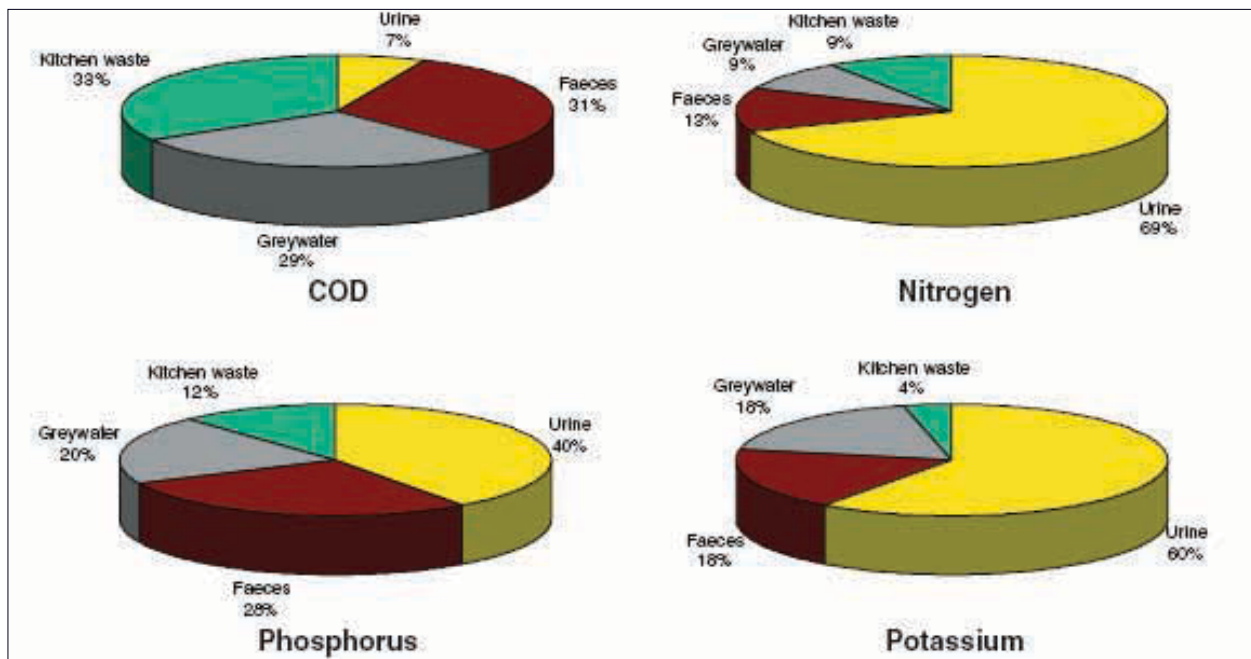 Urine
7%
Kitchen waste
33%
Faeces
31%
Greywater
29%
COD
Kitchen waste
9%
Greywater
9%
Faeces
13%
Urine
69%
Nitrogen
Kitchen waste
12%
Greywater
20%
Urine
40%
Faeces
28%
Phosphorus
Kitchen waste
4%
Greywater
18%
Faeces
18%
Urine
60%
Potassium